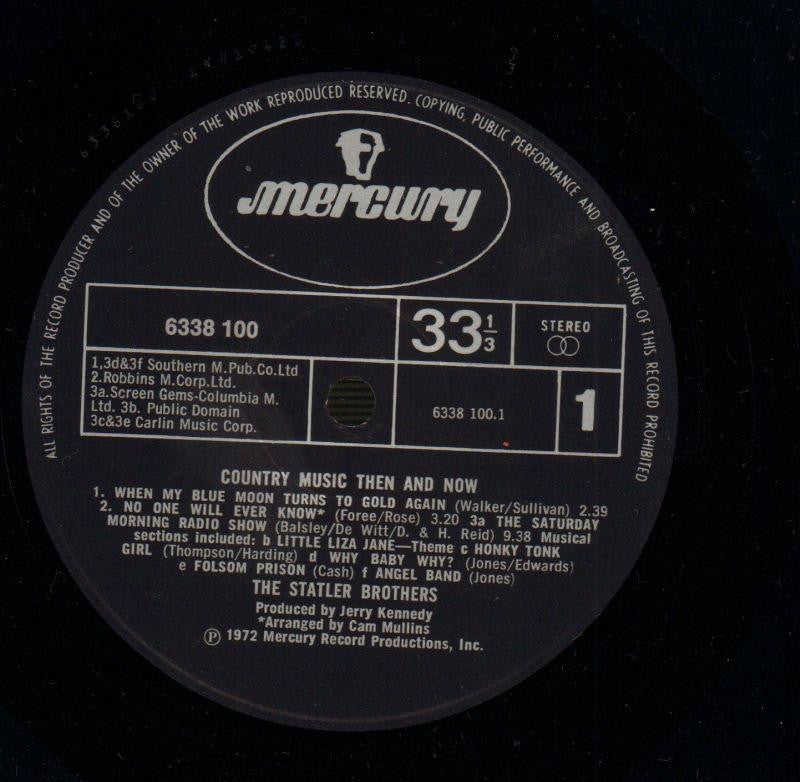 ALL RIGHTS OF THE RECORD PRODUCER AND OF THE OWNER OF THE WORK REPRODUCED RESERVED. COPYING, PUBLIC PERFORMANCE AND BROADCASTING OF THIS RECORD PROHIBITED
mercury
6338 100
33 1/3
STEREO
1,3d&3f Southern M.Pub.Co.Ltd
2.Robbins M.Corp.Ltd.
3a.Screen Gems-Columbia M.
Ltd. 3b. Public Domain
3c&3e Carlin Music Corp.
6338 100.1
1
COUNTRY MUSIC THEN AND NOW
1. WHEN MY BLUE MOON TURNS TO GOLD AGAIN (Walker/Sullivan) 2.39
2. NO ONE WILL EVER KNOW* (Foree/Rose) 3.20 3a THE SATURDAY
MORNING RADIO SHOW (Balsley/De Witt/D. & H. Reid) 9.38 Musical
sections included: b LITTLE LIZA JANE—Theme c HONKY TONK
GIRL (Thompson/Harding) d WHY BABY WHY? (Jones/Edwards)
e FOLSOM PRISON (Cash) f ANGEL BAND (Jones)
THE STATLER BROTHERS
Produced by Jerry Kennedy
*Arranged by Cam Mullins
Ⓟ 1972 Mercury Record Productions, Inc.